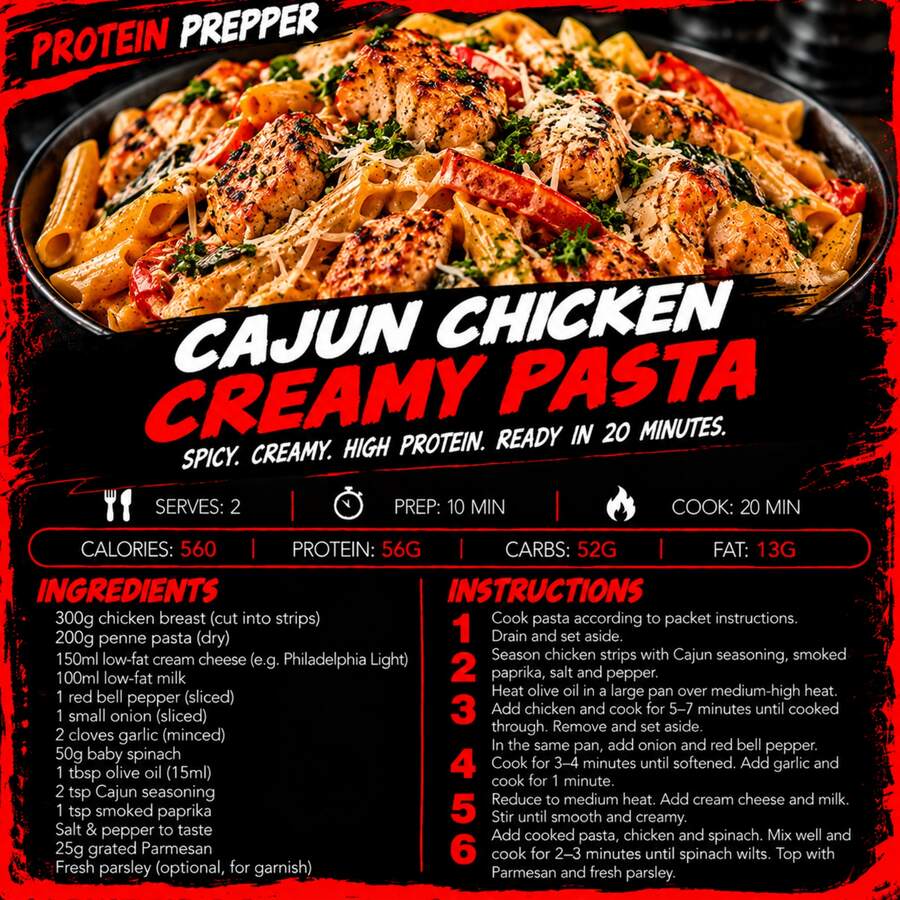 PROTEIN PREPPER
CAJUN CHICKEN
CREAMY PASTA
SPICY. CREAMY. HIGH PROTEIN. READY IN 20 MINUTES.
SERVES: 2
PREP: 10 MIN
COOK: 20 MIN
CALORIES: 560
PROTEIN: 56G
CARBS: 52G
FAT: 13G
INGREDIENTS
300g chicken breast (cut into strips)
200g penne pasta (dry)
150ml low-fat cream cheese (e.g. Philadelphia Light)
100ml low-fat milk
1 red bell pepper (sliced)
1 small onion (sliced)
2 cloves garlic (minced)
50g baby spinach
1 tbsp olive oil (15ml)
2 tsp Cajun seasoning
1 tsp smoked paprika
Salt & pepper to taste
25g grated Parmesan
Fresh parsley (optional, for garnish)
INSTRUCTIONS
1 Cook pasta according to packet instructions.
Drain and set aside.
2 Season chicken strips with Cajun seasoning, smoked
paprika, salt and pepper.
3 Heat olive oil in a large pan over medium-high heat.
Add chicken and cook for 5–7 minutes until cooked
through. Remove and set aside.
4 In the same pan, add onion and red bell pepper.
Cook for 3–4 minutes until softened. Add garlic and
cook for 1 minute.
5 Reduce to medium heat. Add cream cheese and milk.
Stir until smooth and creamy.
6 Add cooked pasta, chicken and spinach. Mix well and
cook for 2–3 minutes until spinach wilts. Top with
Parmesan and fresh parsley.